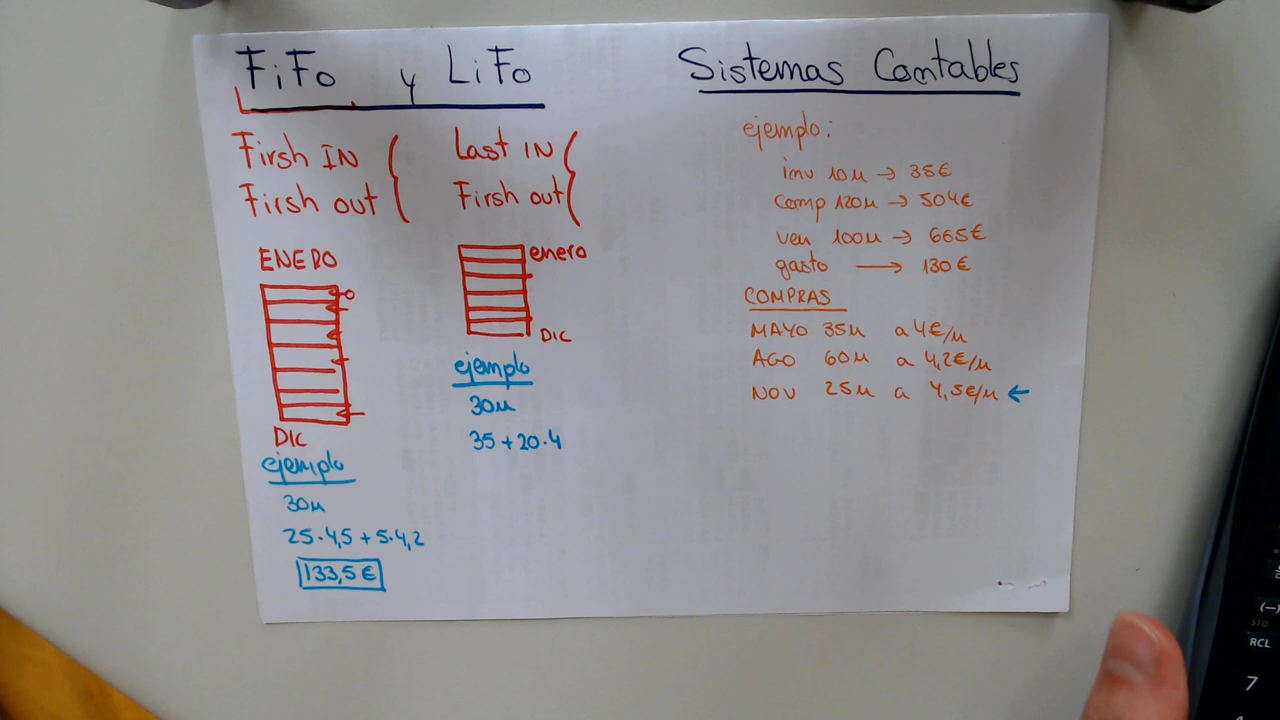 FiFo y LiFo
Firsh IN
Firsh out
ENERO
DIC
ejemplo
30u
25·4,5 + 5·4,2
133,5 €
Last IN
Firsh out
enero
DIC
ejemplo
30u
35 + 20·4
Sistemas Contables
ejemplo:
inv 10u → 35€
comp 120u → 504€
ven 100u → 665€
gasto → 130€
COMPRAS
MAYO 35u a 4€/u
AGO 60u a 4,2€/u
NOV 25u a 4,5€/u ←
(−)
STO
RCL
7